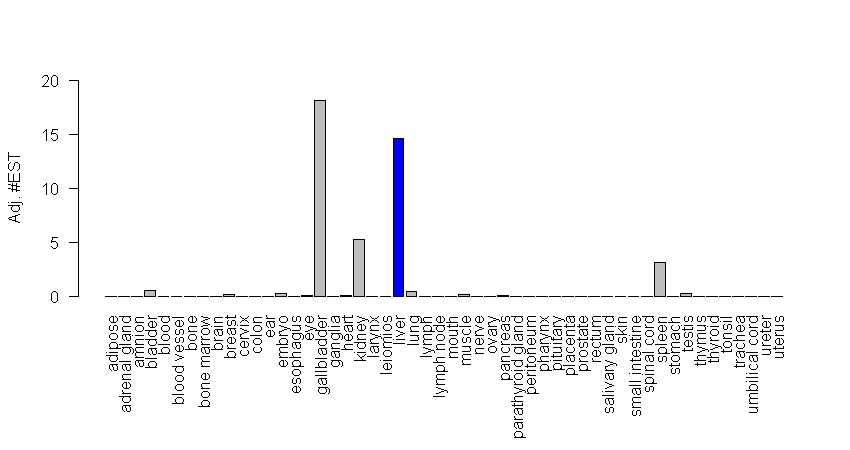 20
15
10
5
0
Adj. #EST
adipose
adrenal gland
amnion
bladder
blood
blood vessel
bone
bone marrow
brain
breast
cervix
colon
ear
embryo
esophagus
eye
gallbladder
ganglia
heart
kidney
larynx
leiomios
liver
lung
lymph
lymph node
mouth
muscle
nerve
ovary
pancreas
parathyroid gland
peritoneum
pharynx
pituitary
placenta
prostate
rectum
salivary gland
skin
small intestine
spinal cord
spleen
stomach
testis
thymus
thyroid
tonsil
trachea
umbilical cord
ureter
uterus